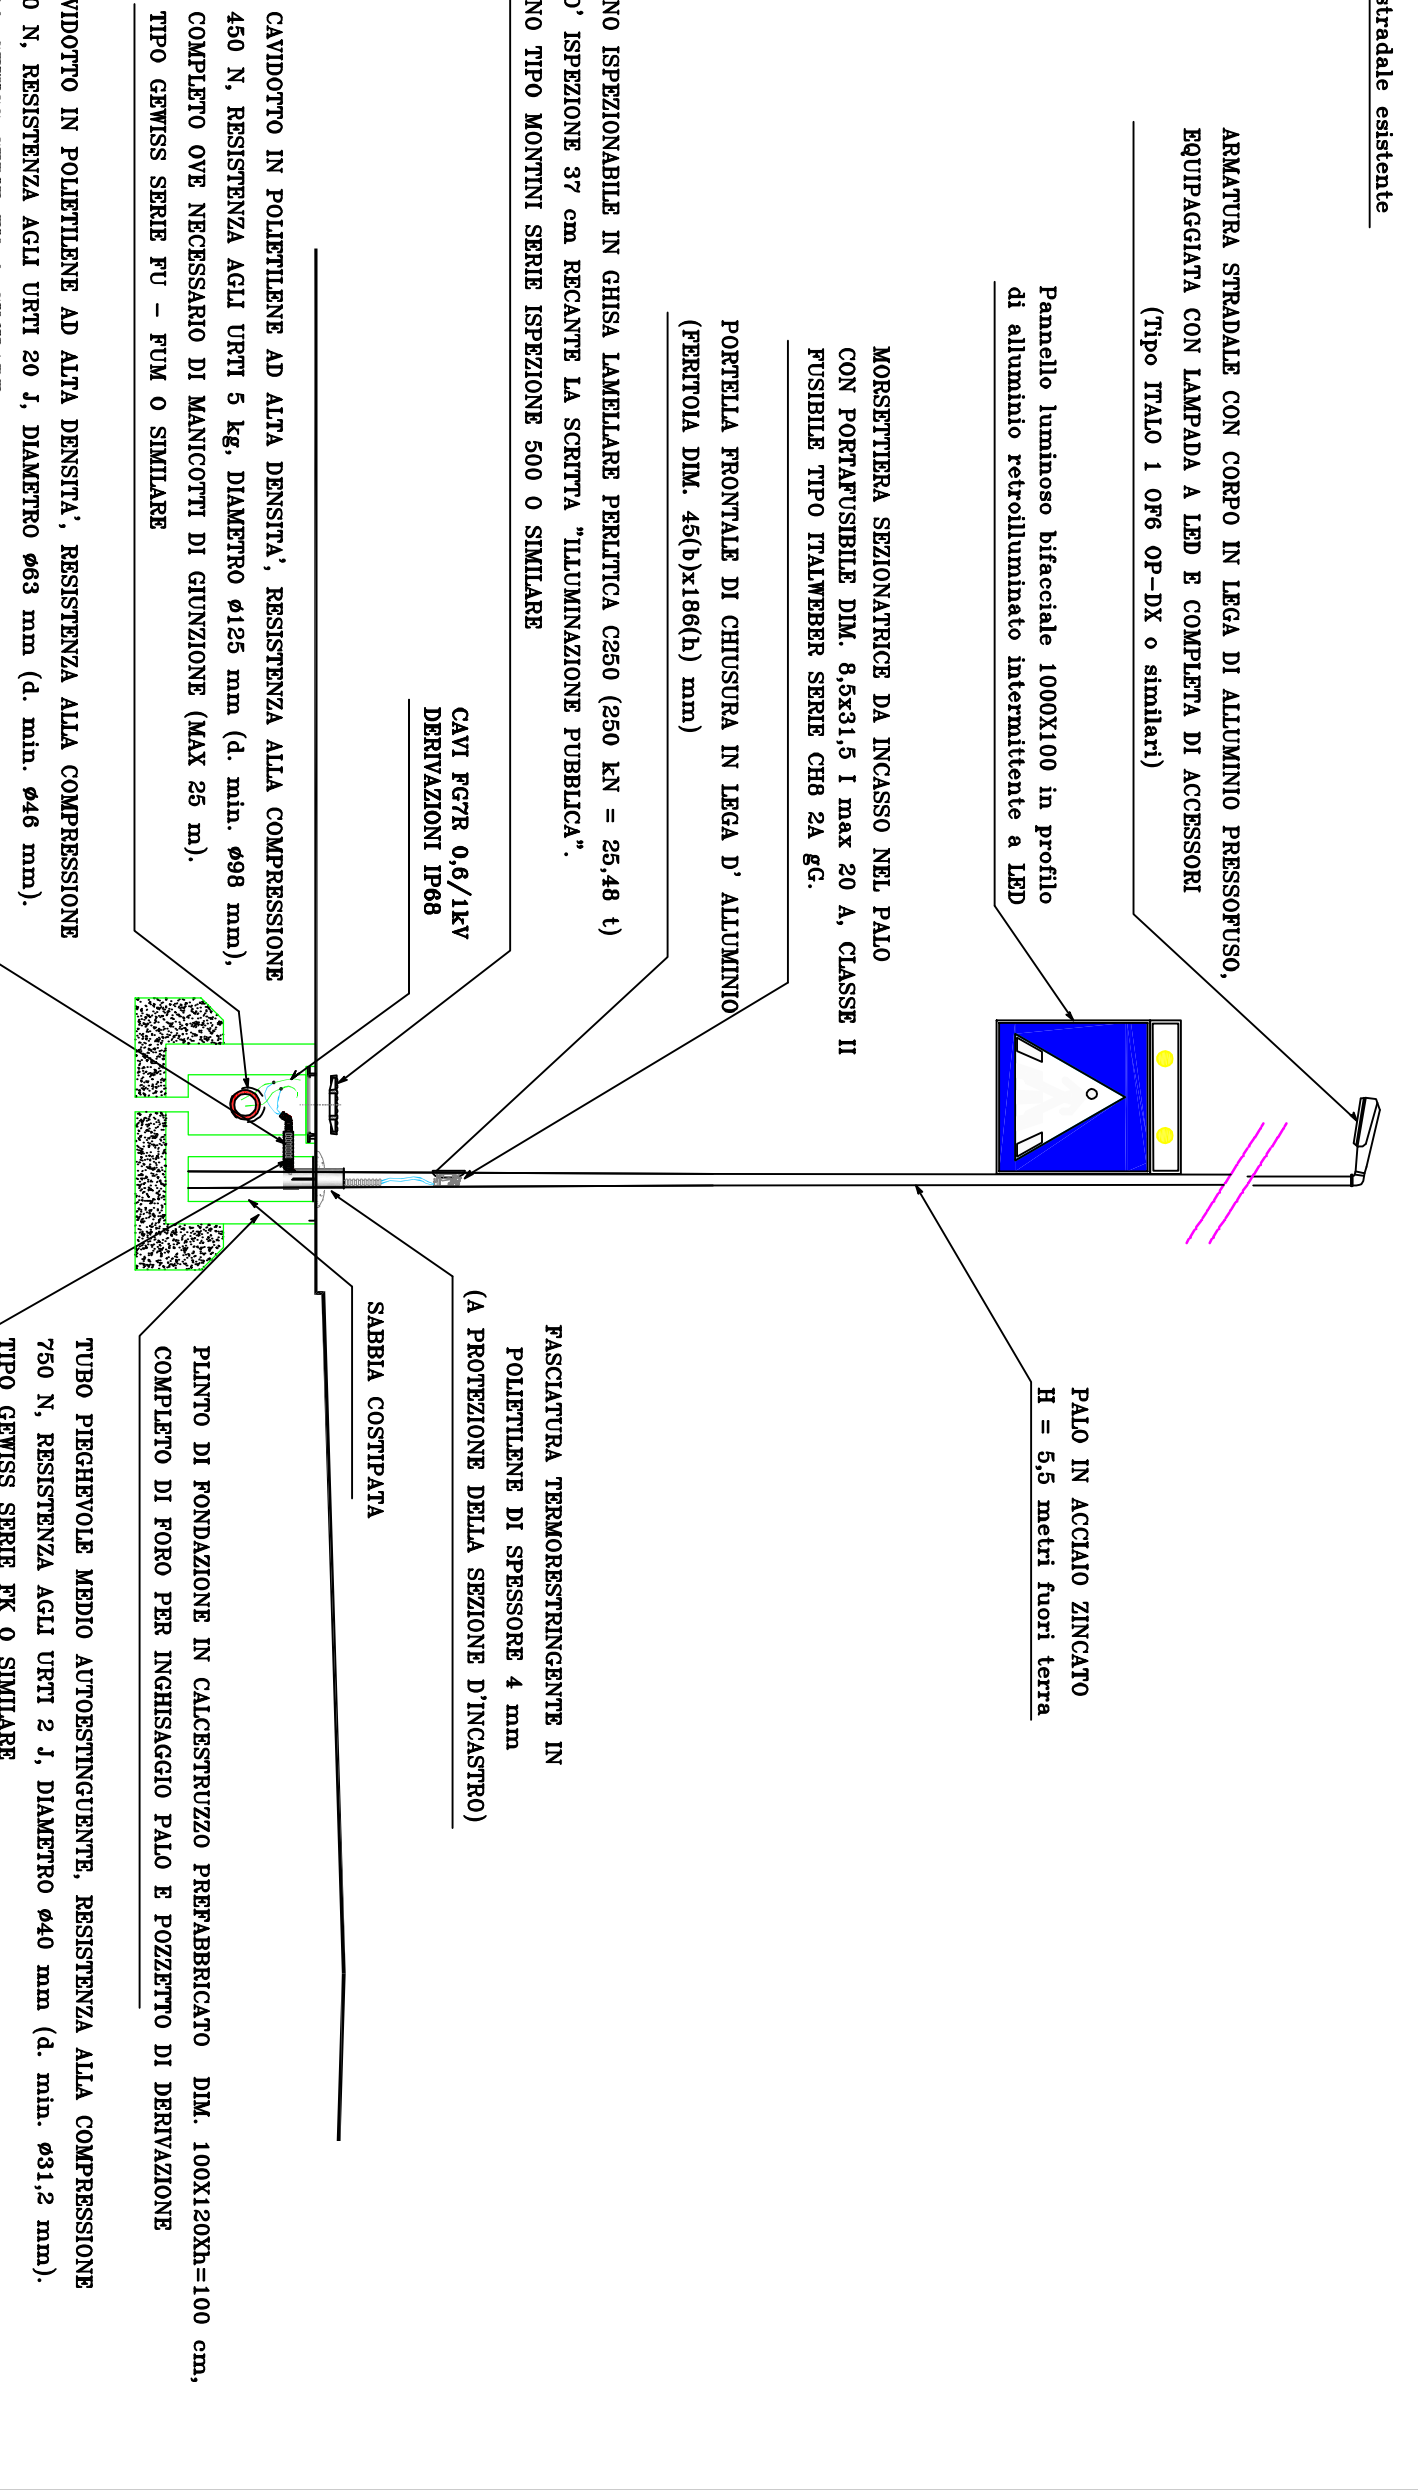 stradale esistente
ARMATURA STRADALE CON CORPO IN LEGA DI ALLUMINIO PRESSOFUSO,
EQUIPAGGIATA CON LAMPADA A LED E COMPLETA DI ACCESSORI
(Tipo ITALO 1 OF6 OP-DX o similari)
Pannello luminoso bifacciale 1000X100 in profilo
di alluminio retroilluminato intermittente a LED
PALO IN ACCIAIO ZINCATO
H = 5,5 metri fuori terra
MORSETTIERA SEZIONATRICE DA INCASSO NEL PALO
CON PORTAFUSIBILE DIM. 8,5x31,5 I max 20 A, CLASSE II
FUSIBILE TIPO ITALWEBER SERIE CH8 2A gG.
PORTELLA FRONTALE DI CHIUSURA IN LEGA D' ALLUMINIO
(FERITOIA DIM. 45(b)x186(h) mm)
NO ISPEZIONABILE IN GHISA LAMELLARE PERLITICA C250 (250 kN = 25,48 t)
O' ISPEZIONE 37 cm RECANTE LA SCRITTA "ILLUMINAZIONE PUBBLICA".
NO TIPO MONTINI SERIE ISPEZIONE 500 O SIMILARE
FASCIATURA TERMORESTRINGENTE IN
POLIETILENE DI SPESSORE 4 mm
(A PROTEZIONE DELLA SEZIONE D'INCASTRO)
CAVI FG7R 0,6/1kV
DERIVAZIONI IP68
SABBIA COSTIPATA
CAVIDOTTO IN POLIETILENE AD ALTA DENSITA', RESISTENZA ALLA COMPRESSIONE
450 N, RESISTENZA AGLI URTI 5 kg, DIAMETRO ø125 mm (d. min. ø98 mm),
COMPLETO OVE NECESSARIO DI MANICOTTI DI GIUNZIONE (MAX 25 m).
TIPO GEWISS SERIE FU - FUM O SIMILARE
PLINTO DI FONDAZIONE IN CALCESTRUZZO PREFABBRICATO DIM. 100X120Xh=100 cm,
COMPLETO DI FORO PER INGHISAGGIO PALO E POZZETTO DI DERIVAZIONE
VIDOTTO IN POLIETILENE AD ALTA DENSITA', RESISTENZA ALLA COMPRESSIONE
0 N, RESISTENZA AGLI URTI 20 J, DIAMETRO ø63 mm (d. min. ø46 mm).
TUBO PIEGHEVOLE MEDIO AUTOESTINGUENTE, RESISTENZA ALLA COMPRESSIONE
750 N, RESISTENZA AGLI URTI 2 J, DIAMETRO ø40 mm (d. min. ø31,2 mm).
TIPO GEWISS SERIE FK O SIMILARE